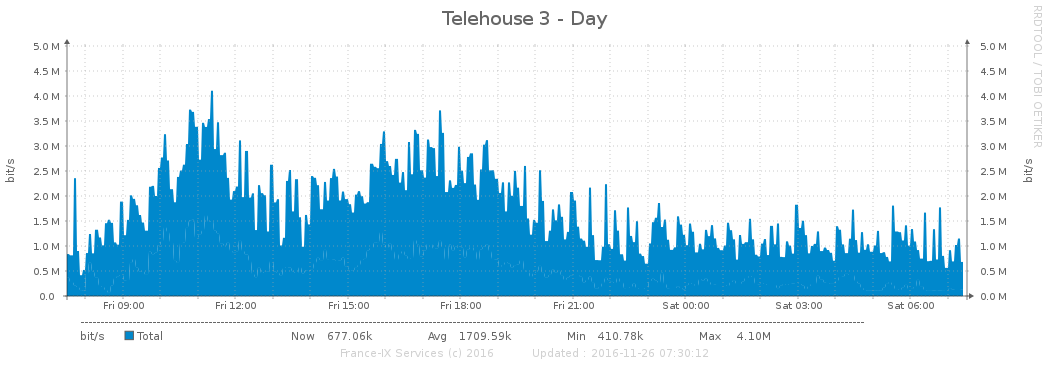 Telehouse 3 - Day
RRDTOOL / TOBI OETIKER
bit/s
5.0 M 5.0 M
4.5 M 4.5 M
4.0 M 4.0 M
3.5 M 3.5 M
3.0 M 3.0 M
2.5 M 2.5 M
2.0 M 2.0 M
1.5 M 1.5 M
1.0 M 1.0 M
0.5 M 0.5 M
0.0 0.0 M
bit/s
Fri 09:00 Fri 12:00 Fri 15:00 Fri 18:00 Fri 21:00 Sat 00:00 Sat 03:00 Sat 06:00
bit/s Total Now 677.06k Avg 1709.59k Min 410.78k Max 4.10M
France-IX Services (c) 2016 Updated : 2016-11-26 07:30:12